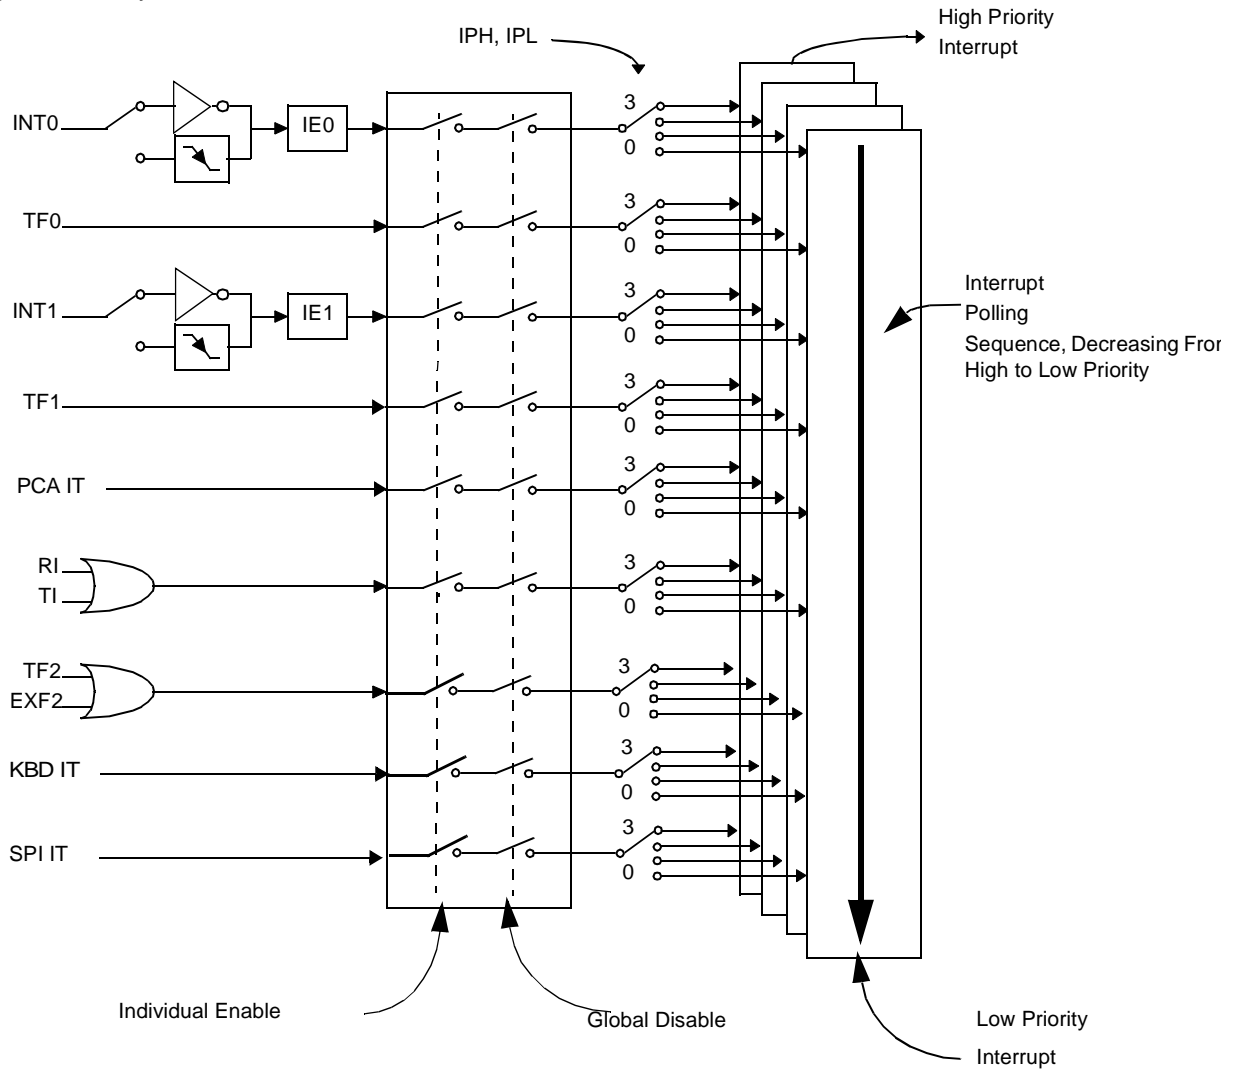 High Priority
Interrupt
IPH, IPL
INT0
IE0
3
0
TF0
3
0
INT1
IE1
3
0
Interrupt
Polling
Sequence, Decreasing Fror
High to Low Priority
TF1
3
0
PCA IT
3
0
RI
TI
3
0
TF2
EXF2
3
0
KBD IT
3
0
SPI IT
3
0
Individual Enable
Global Disable
Low Priority
Interrupt